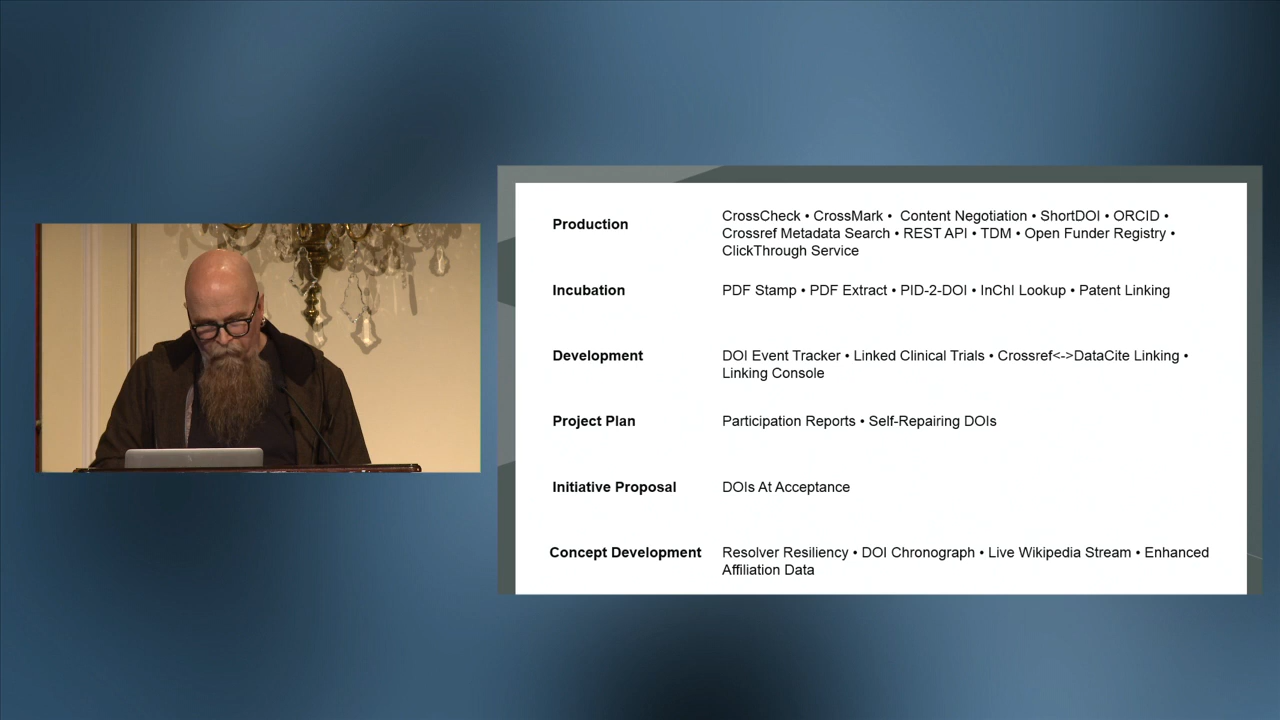 Production
CrossCheck • CrossMark •  Content Negotiation • ShortDOI • ORCID •
Crossref Metadata Search • REST API • TDM • Open Funder Registry •
ClickThrough Service
Incubation
PDF Stamp • PDF Extract • PID-2-DOI • InChI Lookup • Patent Linking
Development
DOI Event Tracker • Linked Clinical Trials • Crossref<->DataCite Linking •
Linking Console
Project Plan
Participation Reports • Self-Repairing DOIs
Initiative Proposal
DOIs At Acceptance
Concept Development
Resolver Resiliency • DOI Chronograph • Live Wikipedia Stream • Enhanced
Affiliation Data